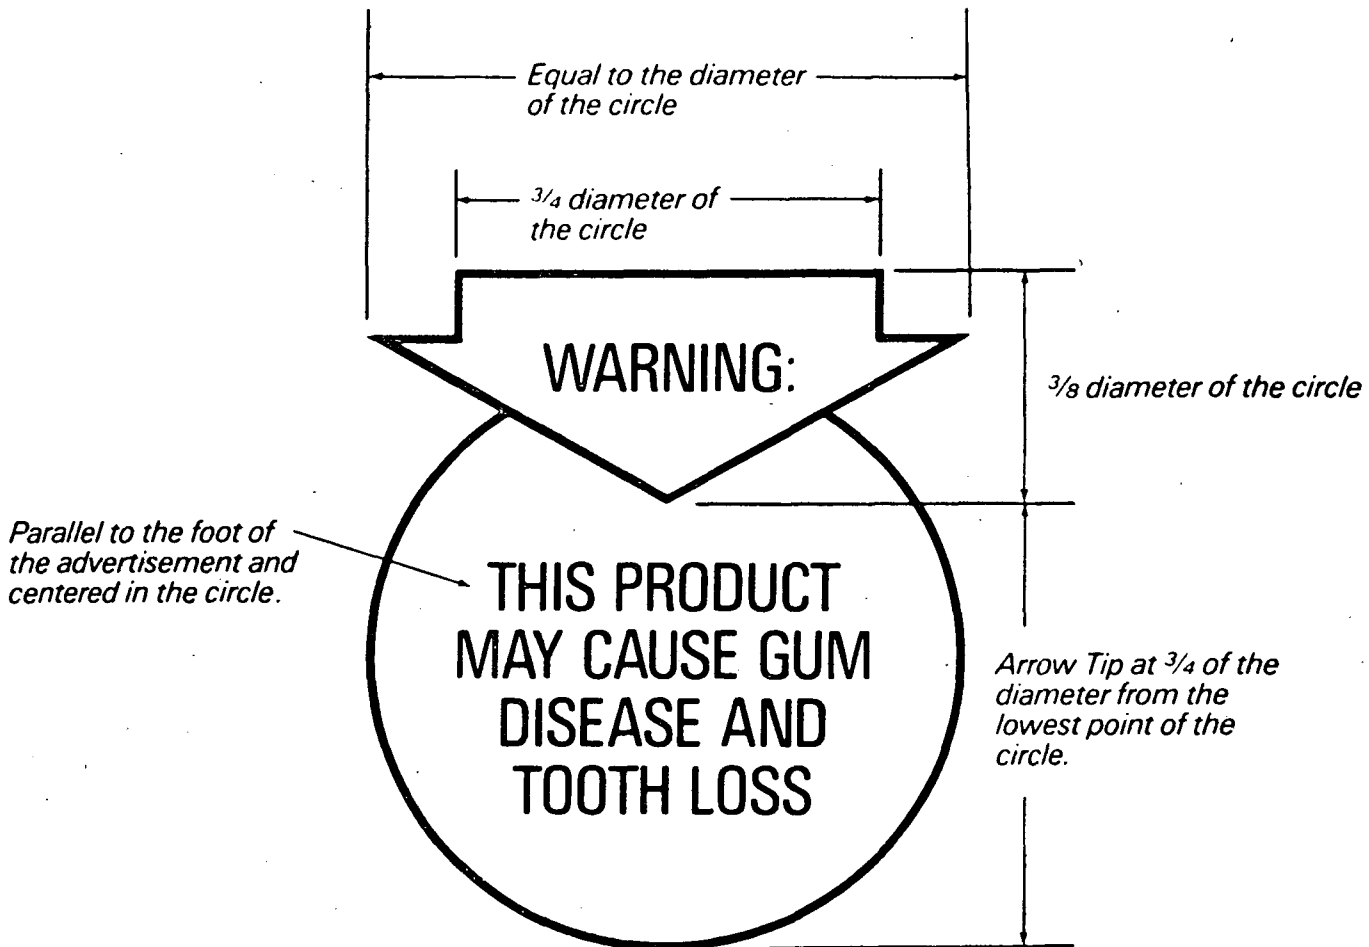 Equal to the diameter
of the circle
3/4 diameter of
the circle
WARNING:
3/8 diameter of the circle
Parallel to the foot of
the advertisement and
centered in the circle.
THIS PRODUCT
MAY CAUSE GUM
DISEASE AND
TOOTH LOSS
Arrow Tip at 3/4 of the
diameter from the
lowest point of the
circle.